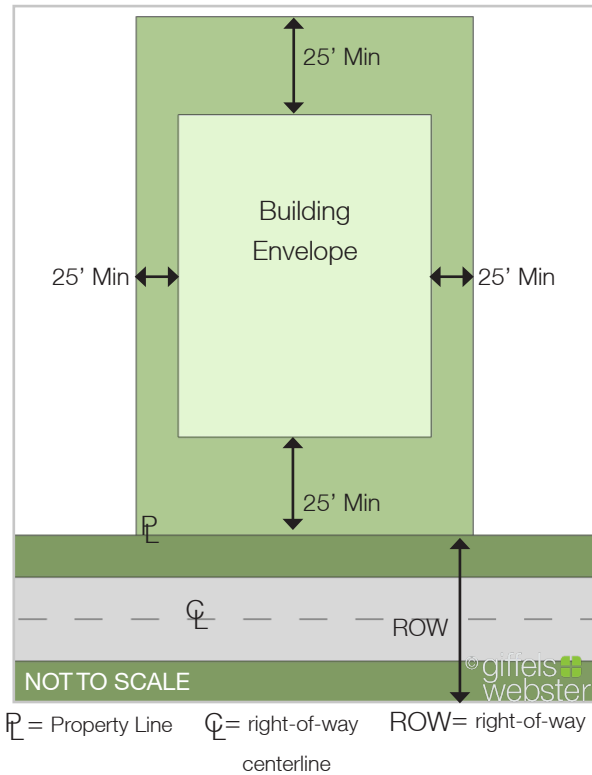 25’ Min
Building
Envelope
25’ Min
25’ Min
25’ Min
PL
CL
ROW
NOT TO SCALE
© giffels
webster
PL = Property Line CL= right-of-way ROW= right-of-way
centerline